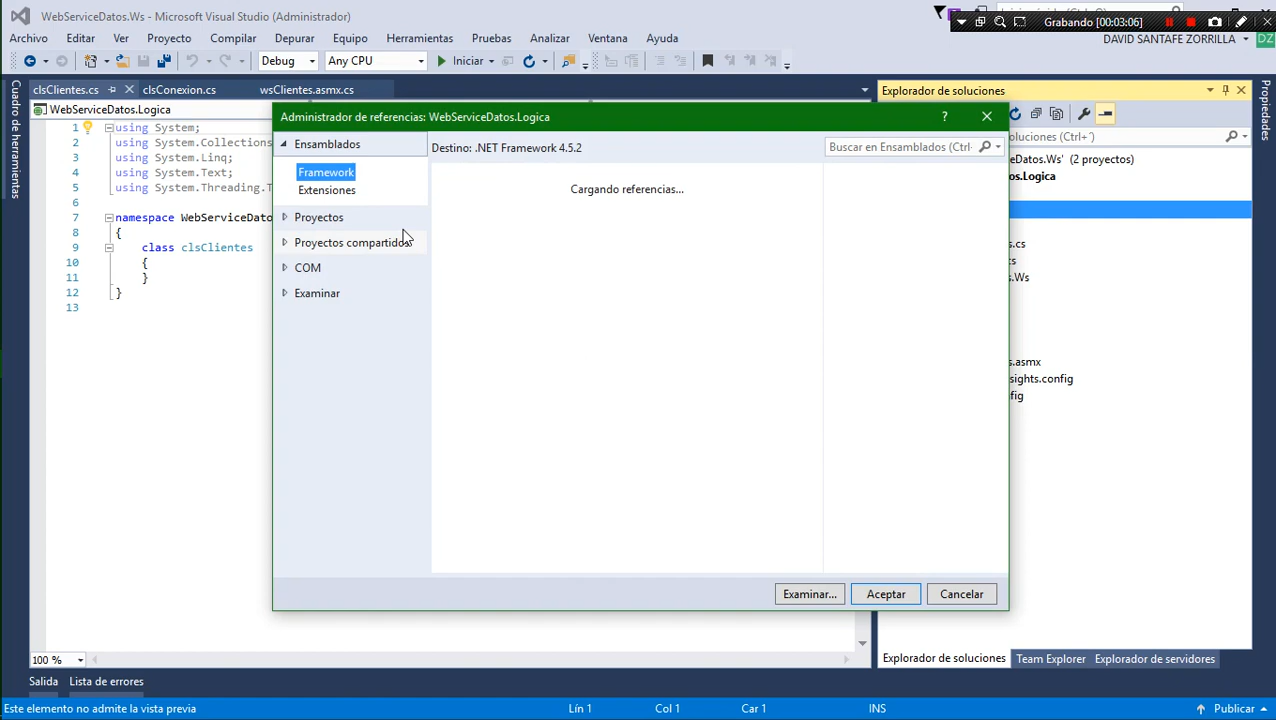 WebServiceDatos.Ws - Microsoft Visual Studio (Administrador)
Grabando [00:03:06]
Archivo Editar Ver Proyecto Compilar Depurar Equipo Herramientas Pruebas Analizar Ventana Ayuda
DAVID SANTAFE ZORRILLA DZ
Debug Any CPU Iniciar
clsClientes.cs clsConexion.cs wsClientes.asmx.cs
Explorador de soluciones
Cuadro de herramientas
Propiedades
WebServiceDatos.Logica
1 using System;
2 using System.Collections
3 using System.Linq;
4 using System.Text;
5 using System.Threading.T
6
7 namespace WebServiceDato
8 {
9 class clsClientes
10 {
11 }
12 }
13
Administrador de referencias: WebServiceDatos.Logica
?
Ensamblados
Framework
Extensiones
Proyectos
Proyectos compartidos
COM
Examinar
Destino: .NET Framework 4.5.2
Buscar en Ensamblados (Ctrl-
Cargando referencias...
Examinar... Aceptar Cancelar
oluciones (Ctrl+´)
eDatos.Ws' (2 proyectos)
os.Logica
s.cs
ts
s.Ws
s.asmx
nsights.config
fig
100 %
Explorador de soluciones Team Explorer Explorador de servidores
Salida Lista de errores
Este elemento no admite la vista previa Lín 1 Col 1 Car 1 INS Publicar